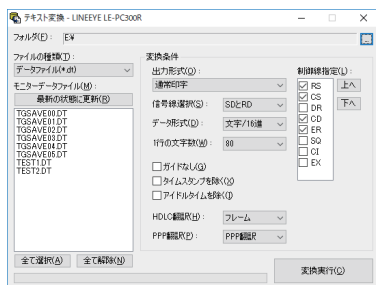 テキスト変換 - LINEEYE LE-PC300R
フォルダ(F): E:¥
ファイルの種類(T):
データファイル(*.dt)
モニターデータファイル(M):
最新の状態に更新(R)
TGSAVE00.DT
TGSAVE01.DT
TGSAVE02.DT
TGSAVE03.DT
TGSAVE04.DT
TGSAVE05.DT
TEST1.DT
TEST2.DT
全て選択(A) 全て解除(N)
変換条件
出力形式(O):
通常印字
信号線選択(S): SDとRD
データ形式(D): 文字/16進
1行の文字数(W): 80
ガイドなし(G)
タイムスタンプを除く(X)
アイドルタイムを除く(I)
HDLC翻訳(H): フレーム
PPP翻訳(P): PPP翻訳
制御線指定(L):
RS
CS
DR
CD
ER
SQ
CI
EX
上へ
下へ
変換実行(C)